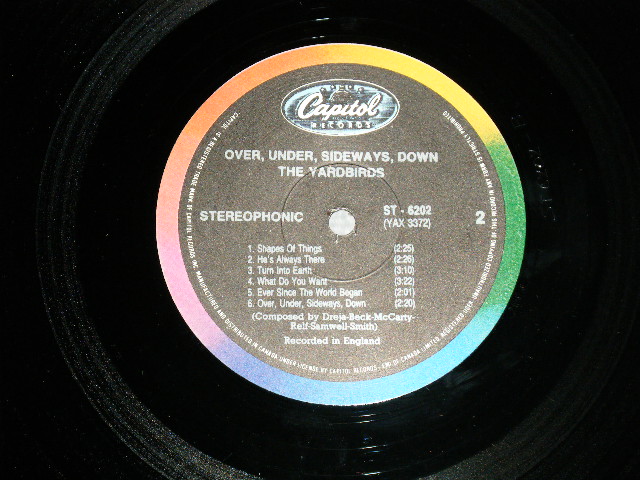 Capitol
RECORDS
OVER, UNDER, SIDEWAYS, DOWN
THE YARDBIRDS
STEREOPHONIC
ST - 6202
(YAX 3372)
2
1. Shapes Of Things (2:25)
2. He's Always There (2:26)
3. Turn Into Earth (3:10)
4. What Do You Want (3:22)
5. Ever Since The World Began (2:01)
6. Over, Under, Sideways, Down (2:20)
(Composed by Dreja-Beck-McCarty-
Relf-Samwell-Smith)
Recorded in England